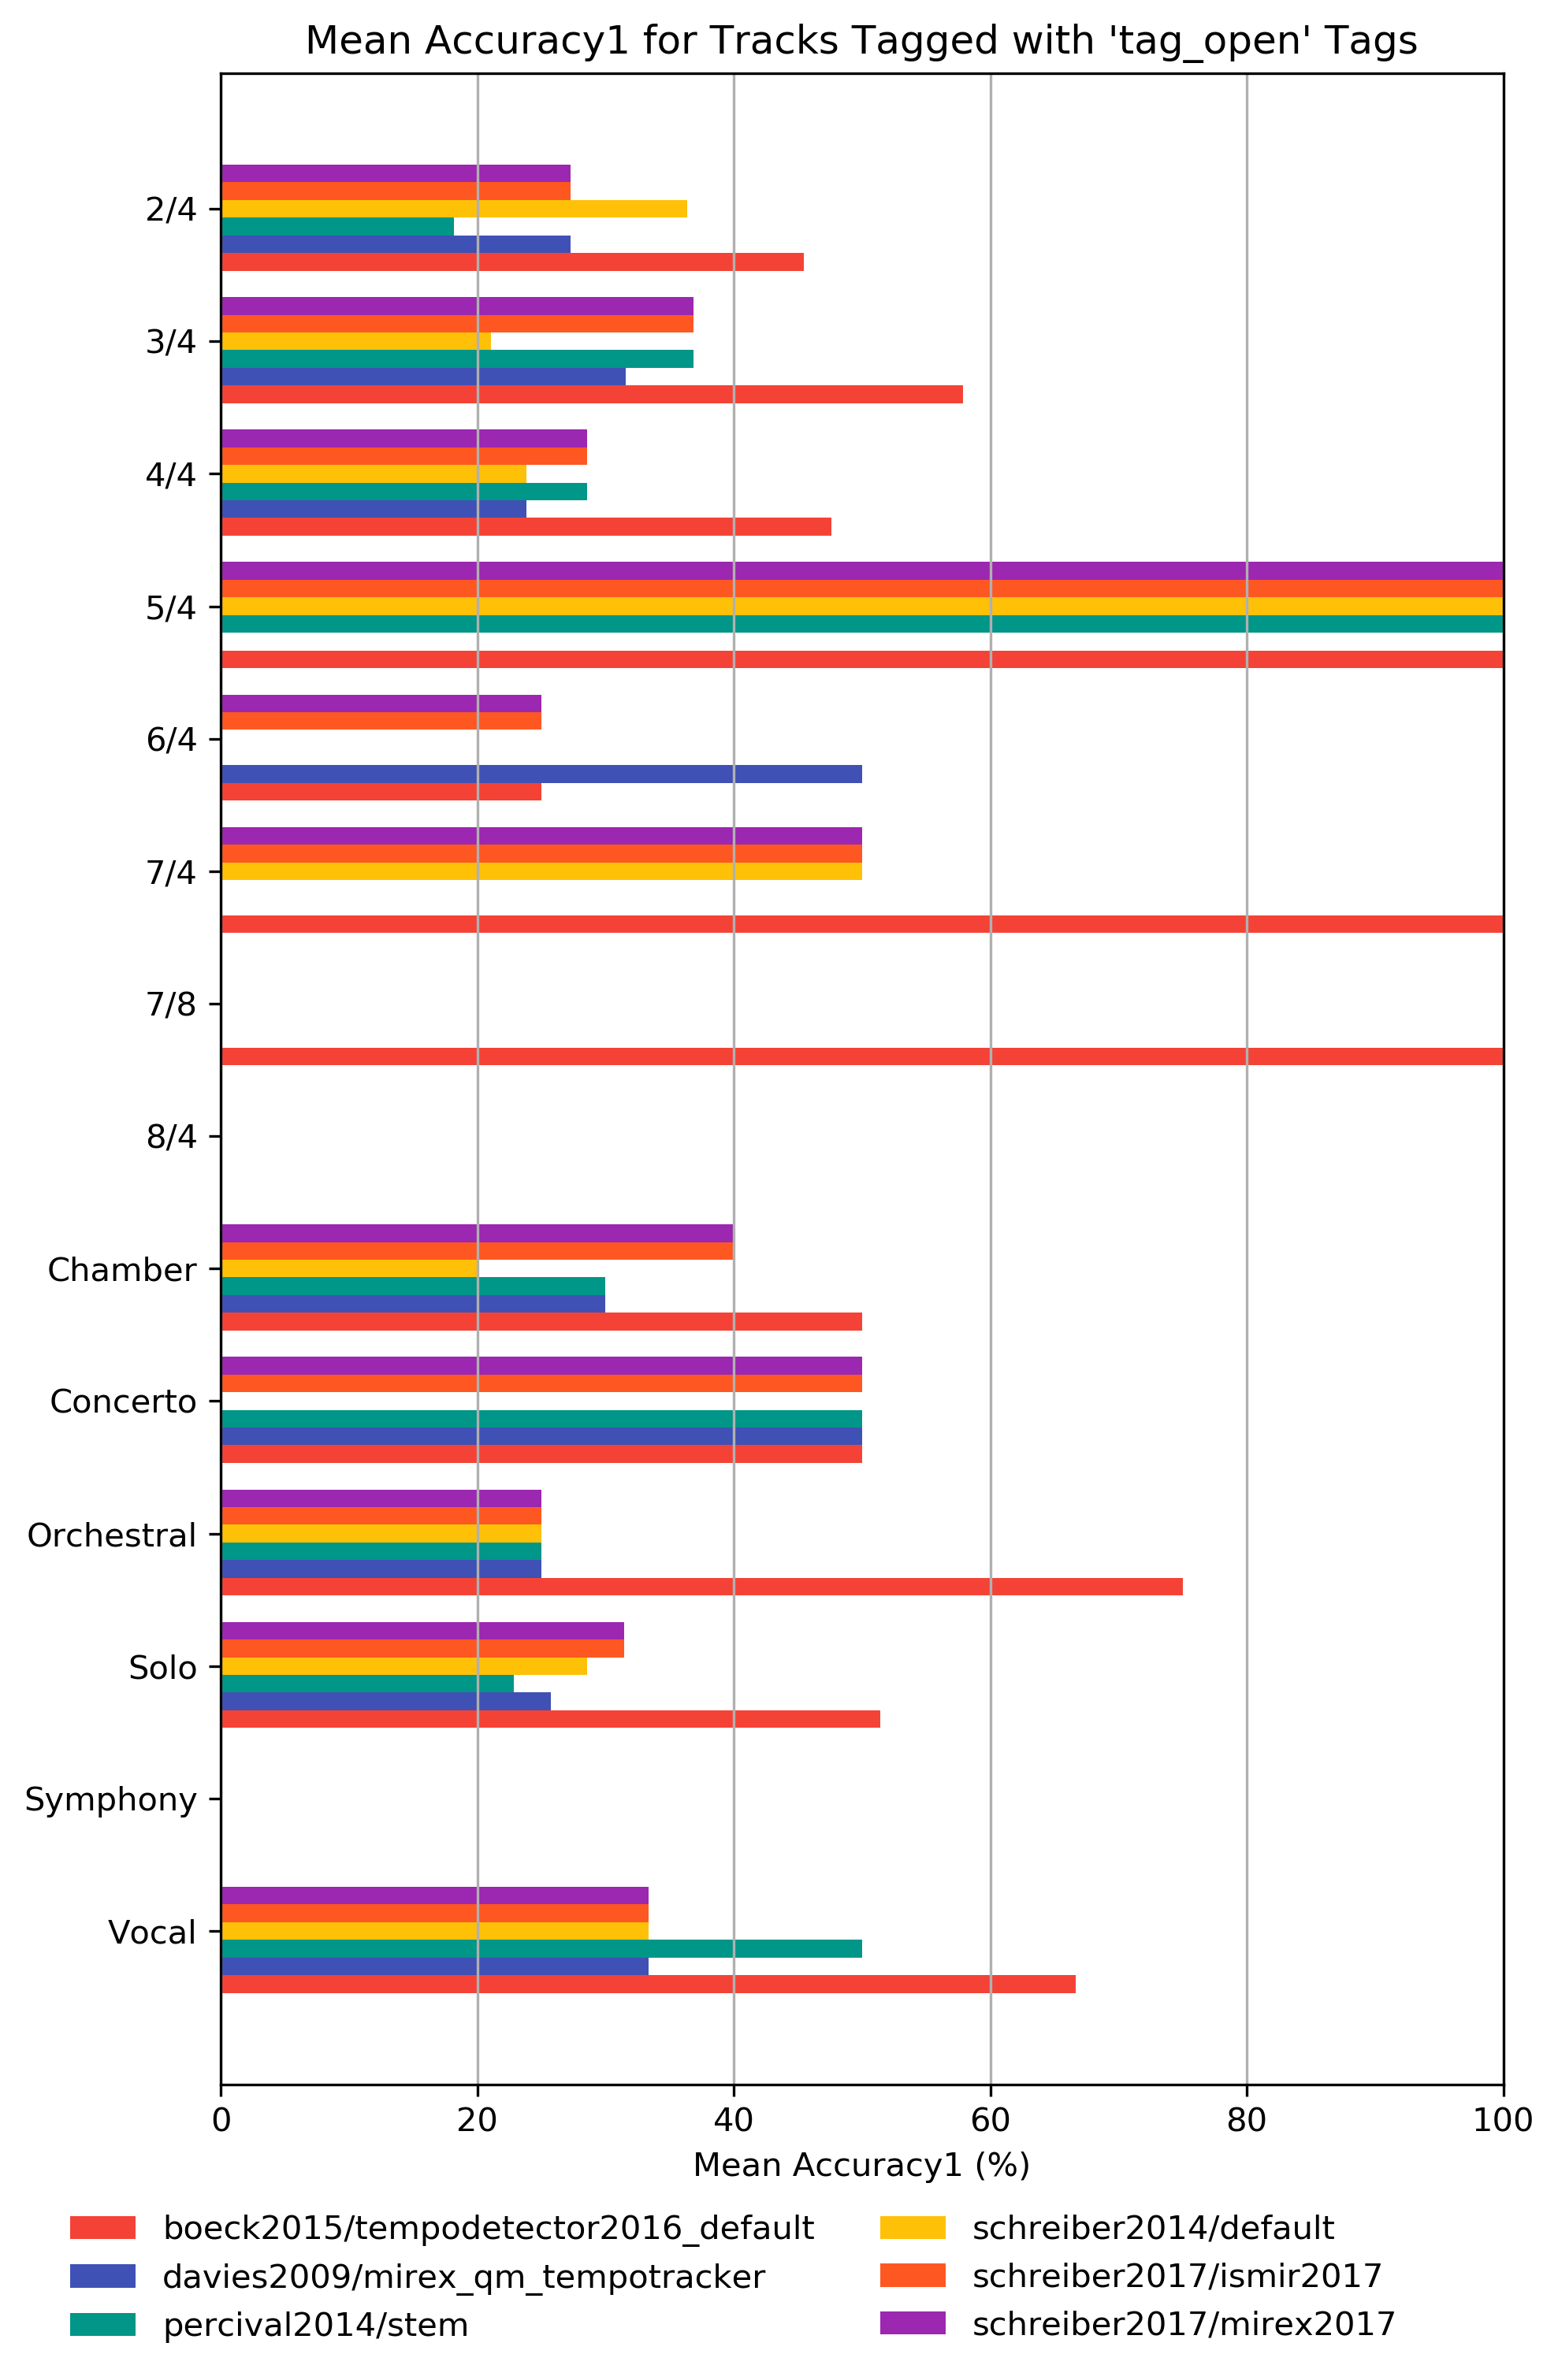 Mean Accuracy1 for Tracks Tagged with 'tag_open' Tags
2/4
3/4
4/4
5/4
6/4
7/4
7/8
8/4
Chamber
Concerto
Orchestral
Solo
Symphony
Vocal
0 20 40 60 80 100
Mean Accuracy1 (%)
boeck2015/tempodetector2016_default
davies2009/mirex_qm_tempotracker
percival2014/stem
schreiber2014/default
schreiber2017/ismir2017
schreiber2017/mirex2017